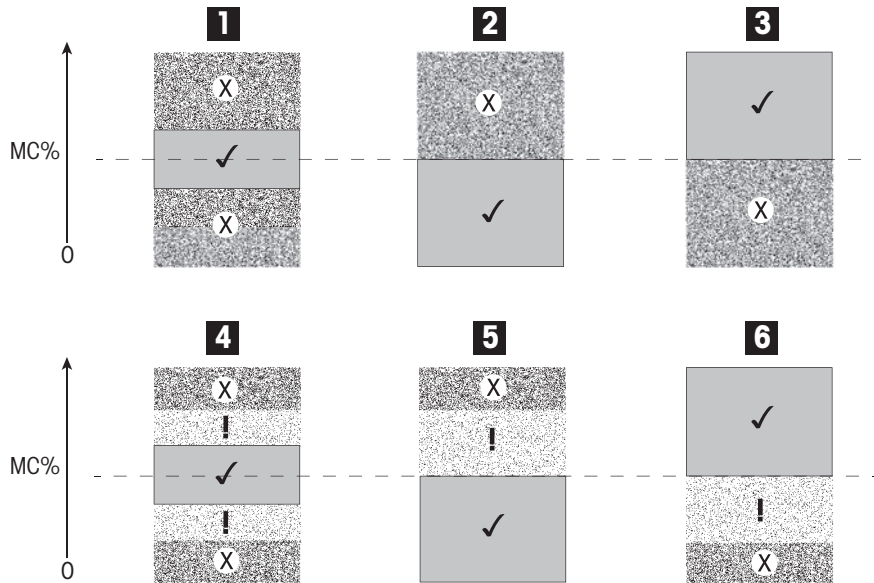 1 2 3
X X ✓
MC% ✓
X ✓ X
0
4 5 6
X X
! ! ✓
MC% ✓
! ✓ !
X X
0